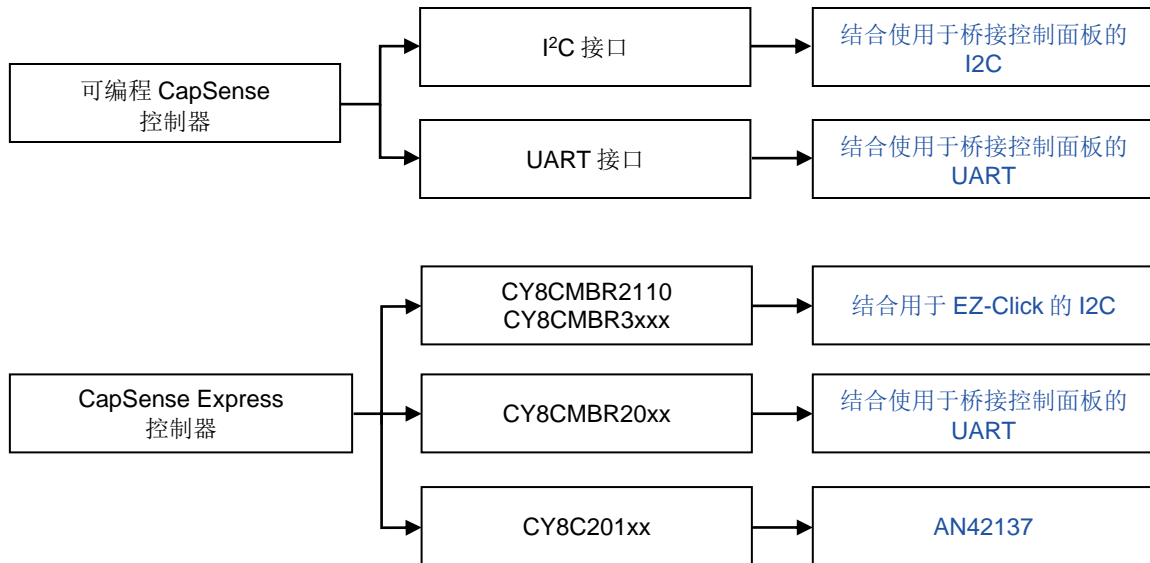 可编程 CapSense
控制器
I²C 接口
结合使用于桥接控制面板的
I2C
UART 接口
结合使用于桥接控制面板的
UART
CapSense Express
控制器
CY8CMBR2110
CY8CMBR3xxx
结合用于 EZ-Click 的 I2C
CY8CMBR20xx
结合使用于桥接控制面板的
UART
CY8C201xx
AN42137